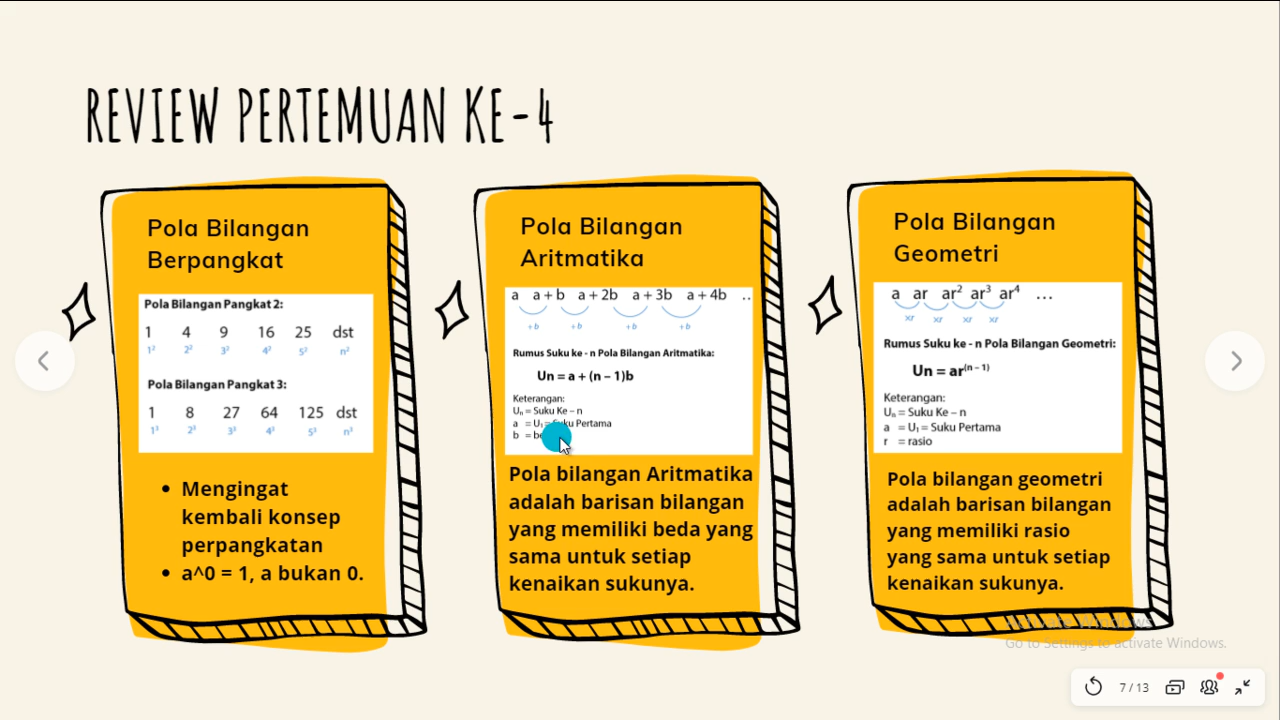 REVIEW PERTEMUAN KE-4
Pola Bilangan
Berpangkat
Pola Bilangan Pangkat 2:
1 4 9 16 25 dst
1² 2² 3² 4² 5² n²
Pola Bilangan Pangkat 3:
1 8 27 64 125 dst
1³ 2³ 3³ 4³ 5³ n³
• Mengingat
kembali konsep
perpangkatan
• a^0 = 1, a bukan 0.
Pola Bilangan
Aritmatika
a a + b a + 2b a + 3b a + 4b ..
+b +b +b +b
Rumus Suku ke - n Pola Bilangan Aritmatika:
Un = a + (n – 1)b
Keterangan:
Uₙ = Suku Ke – n
a = U₁ = Suku Pertama
b =
Pola bilangan Aritmatika
adalah barisan bilangan
yang memiliki beda yang
sama untuk setiap
kenaikan sukunya.
Pola Bilangan
Geometri
a ar ar² ar³ ar⁴ ...
xr xr xr xr
Rumus Suku ke - n Pola Bilangan Geometri:
Un = ar⁽ⁿ ⁻ ¹⁾
Keterangan:
Uₙ = Suku Ke – n
a = U₁ = Suku Pertama
r = rasio
Pola bilangan geometri
adalah barisan bilangan
yang memiliki rasio
yang sama untuk setiap
kenaikan sukunya.
Activate Windows
Go to Settings to activate Windows.
7 / 13